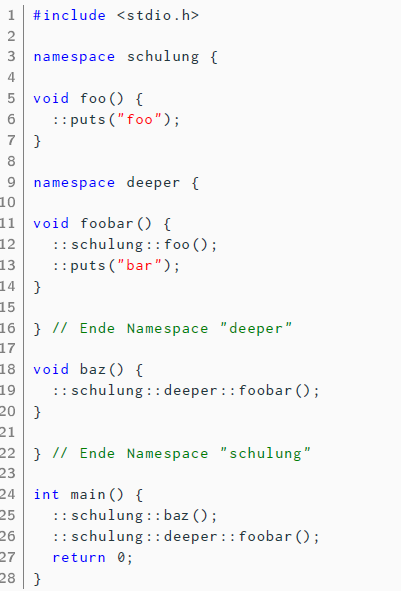 1 #include <stdio.h>
2
3 namespace schulung {
4
5 void foo() {
6   ::puts("foo");
7 }
8
9 namespace deeper {
10
11 void foobar() {
12   ::schulung::foo();
13   ::puts("bar");
14 }
15
16 } // Ende Namespace "deeper"
17
18 void baz() {
19   ::schulung::deeper::foobar();
20 }
21
22 } // Ende Namespace "schulung"
23
24 int main() {
25   ::schulung::baz();
26   ::schulung::deeper::foobar();
27   return 0;
28 }